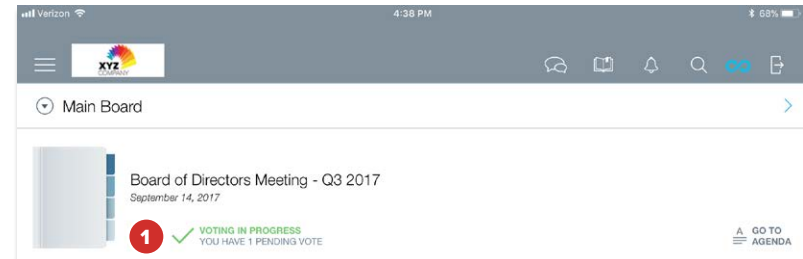 Verizon 4:38 PM 68%
XYZ
COMPANY
Main Board
Board of Directors Meeting - Q3 2017
September 14, 2017
1 VOTING IN PROGRESS
YOU HAVE 1 PENDING VOTE
A GO TO
AGENDA